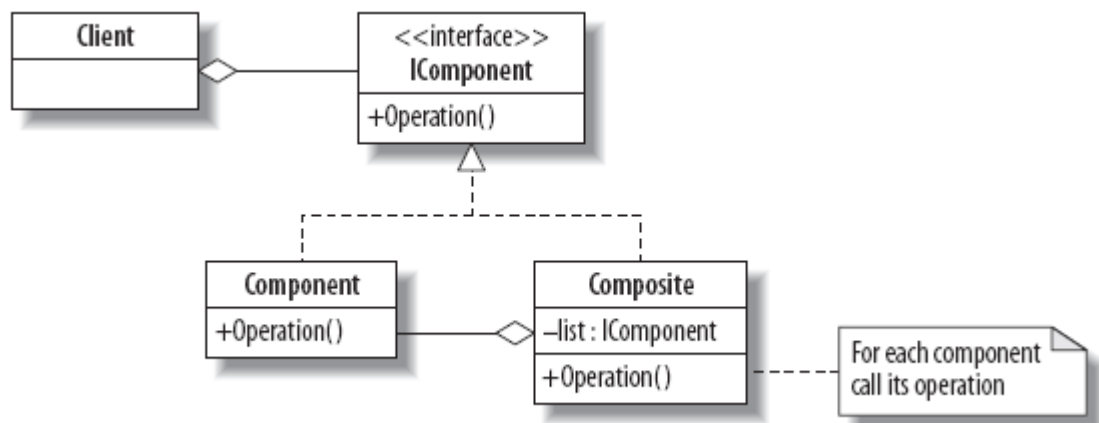 Client
<<interface>>
IComponent
+Operation()
Component
+Operation()
Composite
–list : IComponent
+Operation()
For each component
call its operation